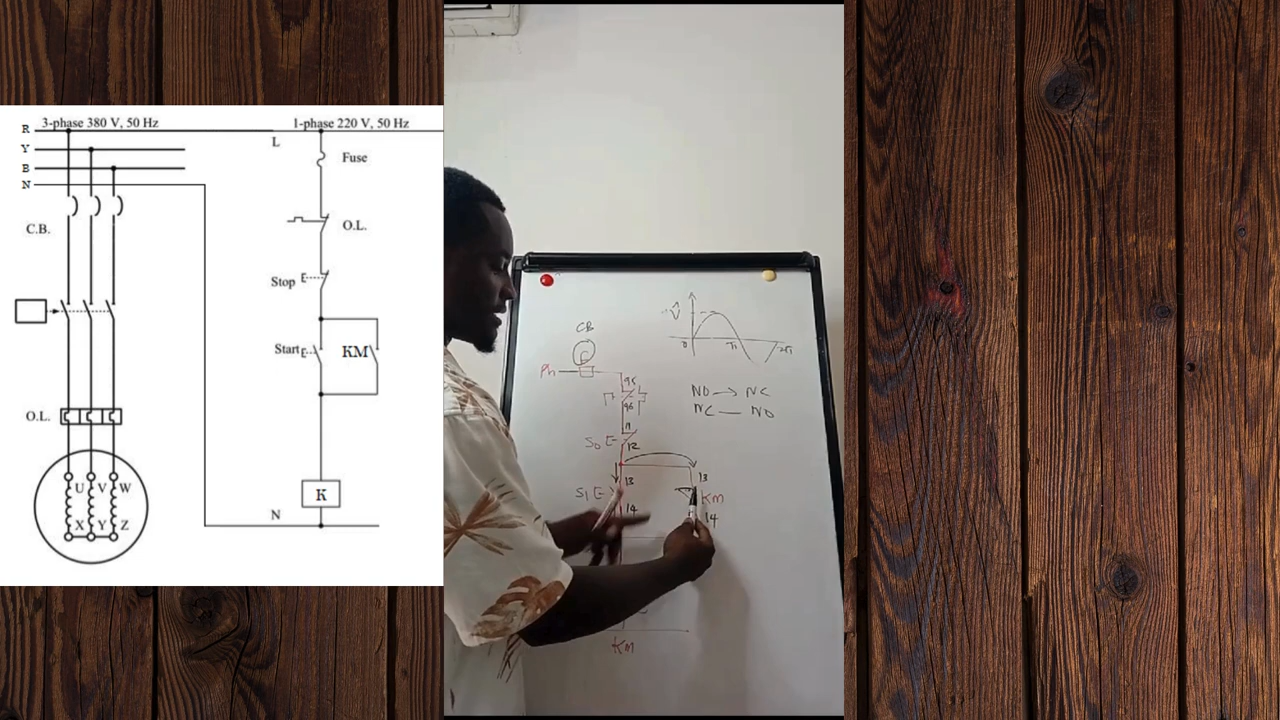 3-phase 380 V, 50 Hz
1-phase 220 V, 50 Hz
R
L
Y
Fuse
B
N
C.B.
O.L.
Stop
Start
KM
O.L.
U V W
K
X Y Z
N
CB
V
0
π
2π
Ph
95
96
NO → NC
NC — NO
11
S0
12
13
13
S1
KM
14
14
KM